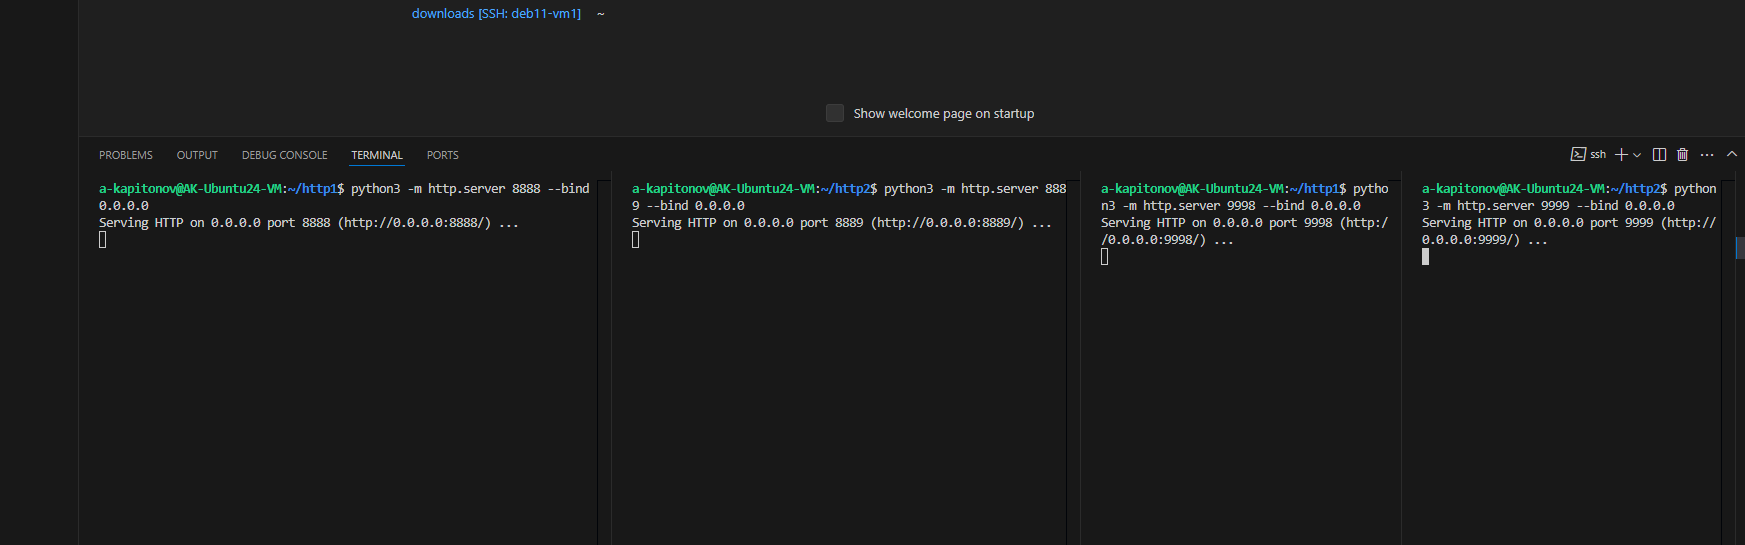 downloads [SSH: deb11-vm1] ~
Show welcome page on startup
PROBLEMS OUTPUT DEBUG CONSOLE TERMINAL PORTS
ssh
a-kapitonov@AK-Ubuntu24-VM:~/http1$ python3 -m http.server 8888 --bind
0.0.0.0
Serving HTTP on 0.0.0.0 port 8888 (http://0.0.0.0:8888/) ...
a-kapitonov@AK-Ubuntu24-VM:~/http2$ python3 -m http.server 888
9 --bind 0.0.0.0
Serving HTTP on 0.0.0.0 port 8889 (http://0.0.0.0:8889/) ...
a-kapitonov@AK-Ubuntu24-VM:~/http1$ pytho
n3 -m http.server 9998 --bind 0.0.0.0
Serving HTTP on 0.0.0.0 port 9998 (http:/
/0.0.0.0:9998/) ...
a-kapitonov@AK-Ubuntu24-VM:~/http2$ python
3 -m http.server 9999 --bind 0.0.0.0
Serving HTTP on 0.0.0.0 port 9999 (http://
0.0.0.0:9999/) ...